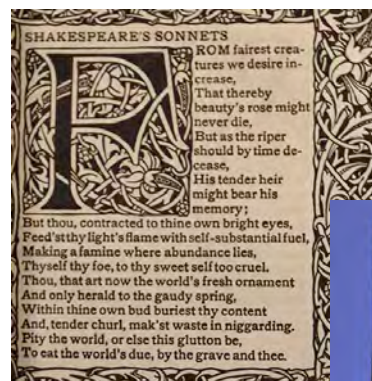 SHAKESPEARE'S SONNETS
FROM fairest crea-
tures we desire in-
crease,
That thereby
beauty's rose might
never die,
But as the riper
should by time de-
cease,
His tender heir
might bear his
memory;
But thou, contracted to thine own bright eyes,
Feed'st thy light's flame with self-substantial fuel,
Making a famine where abundance lies,
Thyself thy foe, to thy sweet self too cruel.
Thou, that art now the world's fresh ornament
And only herald to the gaudy spring,
Within thine own bud buriest thy content
And, tender churl, mak'st waste in niggarding.
Pity the world, or else this glutton be,
To eat the world's due, by the grave and thee.